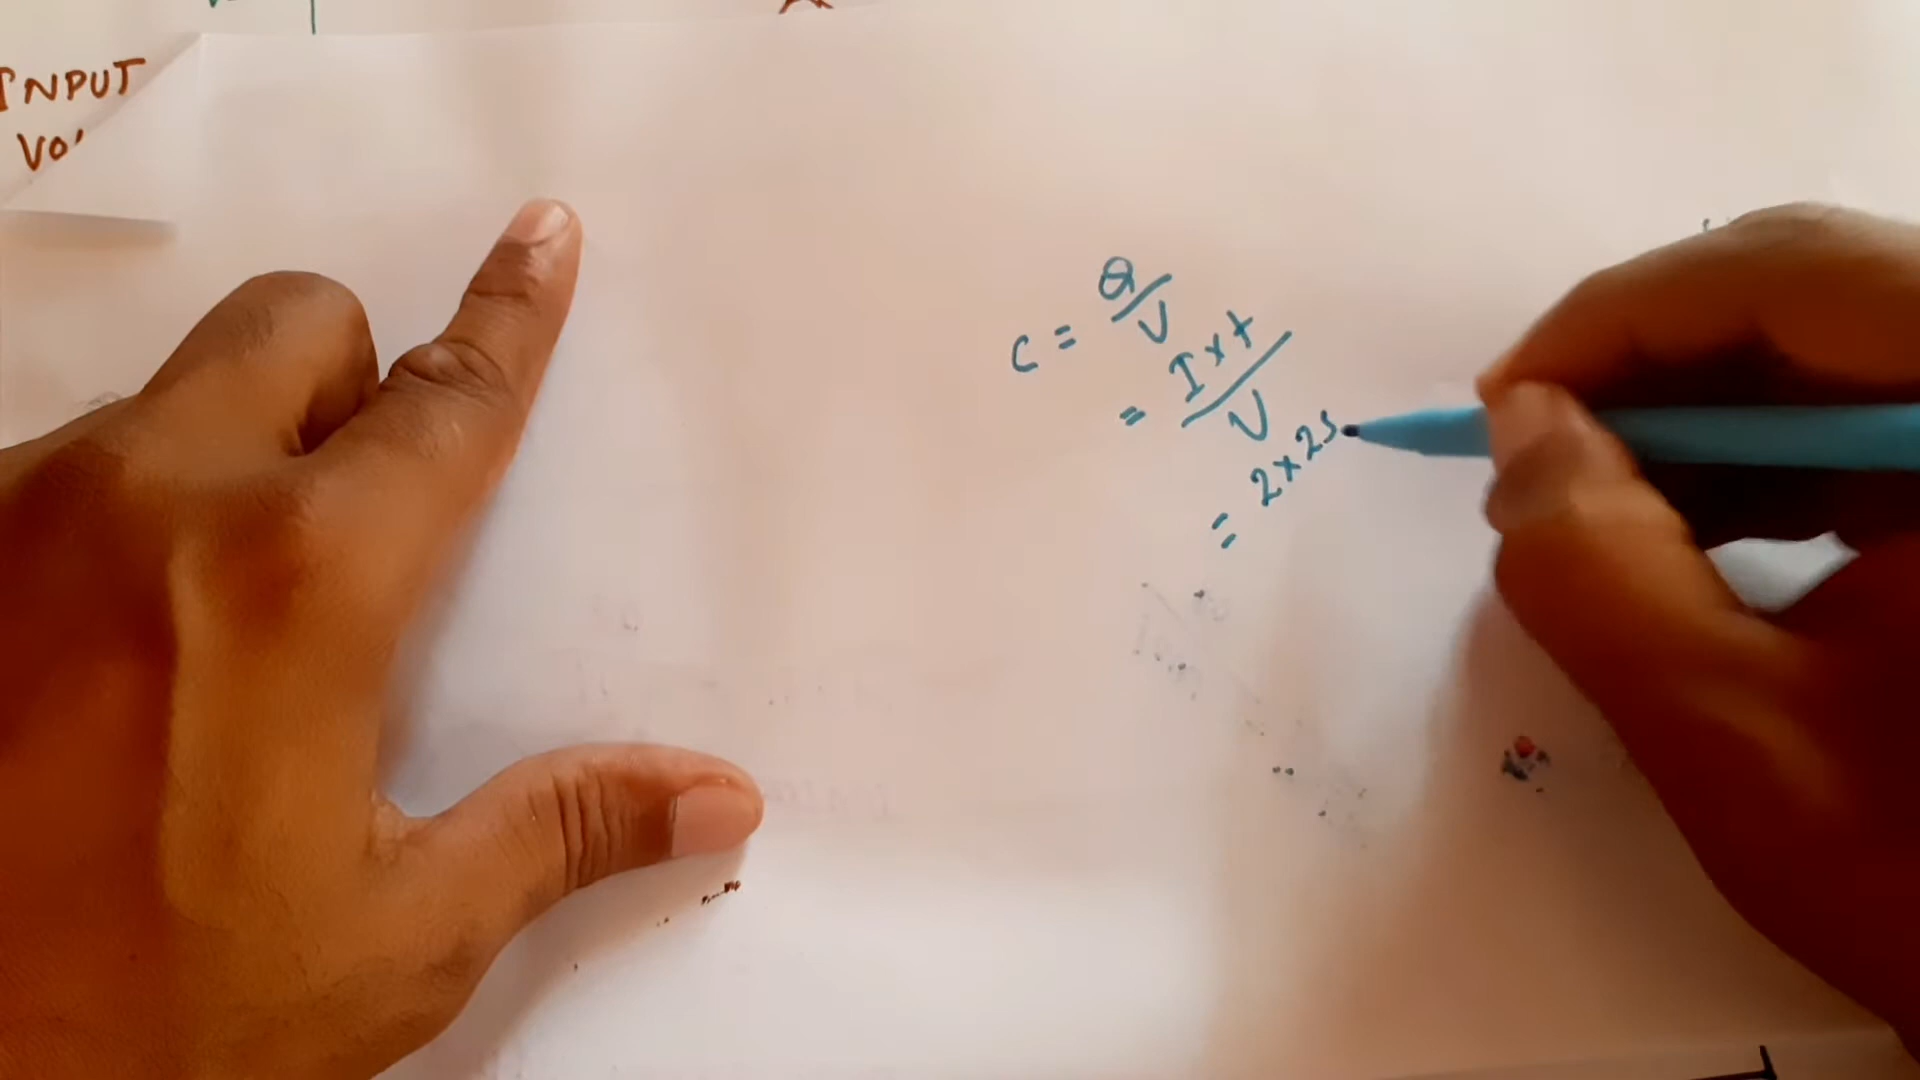 INPUT
VO
C = Q/V
= I×t/V
= 2×25